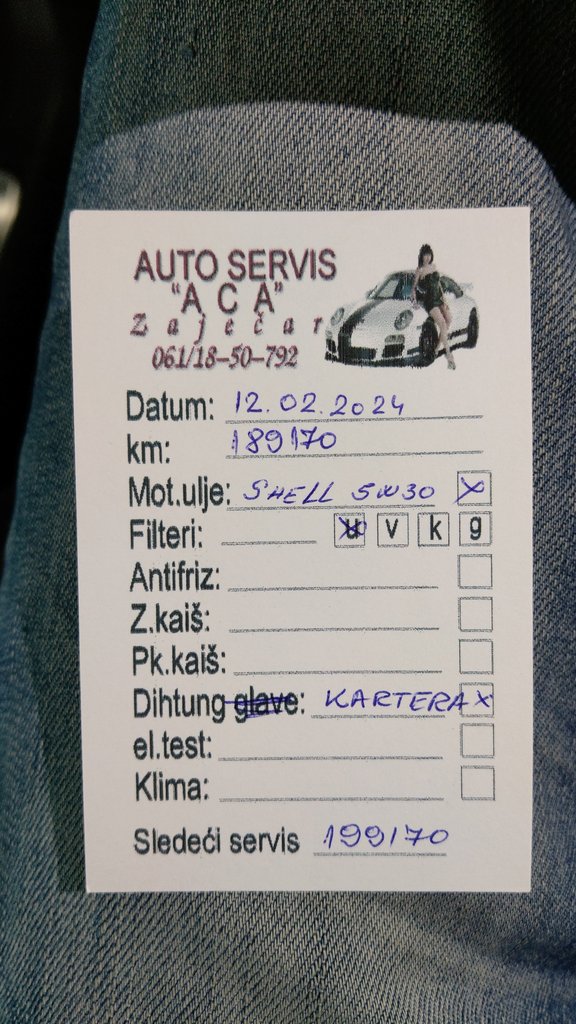 AUTO SERVIS
"A C A"
Zaječar
061/18-50-792
Datum: 12.02.2024
km: 189170
Mot.ulje: SHELL 5W30 X
Filteri: u v k g
Antifriz:
Z.kaiš:
Pk.kaiš:
Dihtung glave: KARTERA X
el.test:
Klima:
Sledeći servis 199170